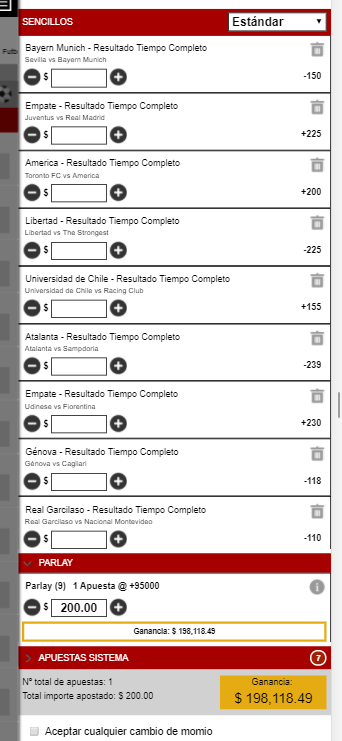 SENCILLOS
Estándar
Bayern Munich - Resultado Tiempo Completo
Sevilla vs Bayern Munich
$
-150
Futb
Empate - Resultado Tiempo Completo
Juventus vs Real Madrid
$
+225
America - Resultado Tiempo Completo
Toronto FC vs America
$
+200
Libertad - Resultado Tiempo Completo
Libertad vs The Strongest
$
-225
Universidad de Chile - Resultado Tiempo Completo
Universidad de Chile vs Racing Club
$
+155
Atalanta - Resultado Tiempo Completo
Atalanta vs Sampdoria
$
-239
Empate - Resultado Tiempo Completo
Udinese vs Fiorentina
$
+230
Génova - Resultado Tiempo Completo
Génova vs Cagliari
$
-118
Real Garcilaso - Resultado Tiempo Completo
Real Garcilaso vs Nacional Montevideo
$
-110
PARLAY
Parlay (9) 1 Apuesta @ +95000
$ 200.00
Ganancia: $ 198,118.49
APUESTAS SISTEMA
7
Nº total de apuestas: 1
Total importe apostado: $ 200.00
Ganancia:
$ 198,118.49
Aceptar cualquier cambio de momio